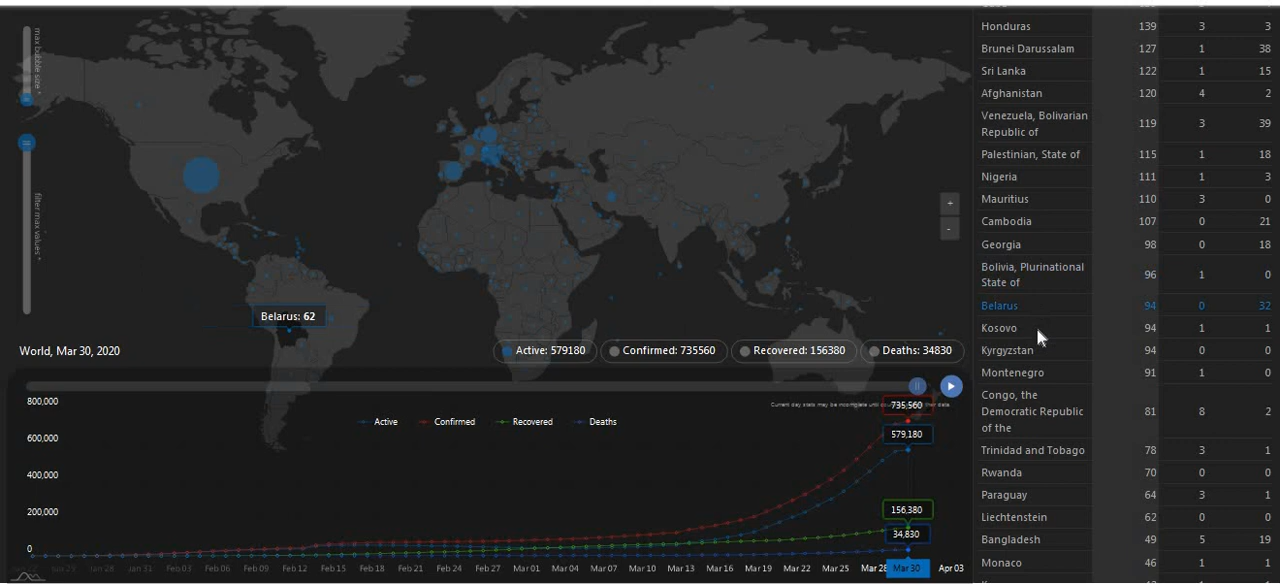 max bubble size *
filter max values *
+
-
Belarus: 62
World, Mar 30, 2020
Active: 579180
Confirmed: 735560
Recovered: 156380
Deaths: 34830
Current day stats may be incomplete until
Active
Confirmed
Recovered
Deaths
735,560
579,180
156,380
34,830
800,000
600,000
400,000
200,000
0
Jan 31 Feb 03 Feb 06 Feb 09 Feb 12 Feb 15 Feb 18 Feb 21 Feb 24 Feb 27 Mar 01 Mar 04 Mar 07 Mar 10 Mar 13 Mar 16 Mar 19 Mar 22 Mar 25 Mar 28 Mar 30 Apr 03
Honduras 139 3 3
Brunei Darussalam 127 1 38
Sri Lanka 122 1 15
Afghanistan 120 4 2
Venezuela, Bolivarian
Republic of 119 3 39
Palestinian, State of 115 1 18
Nigeria 111 1 3
Mauritius 110 3 0
Cambodia 107 0 21
Georgia 98 0 18
Bolivia, Plurinational
State of 96 1 0
Belarus 94 0 32
Kosovo 94 1 1
Kyrgyzstan 94 0 0
Montenegro 91 1 0
Congo, the
Democratic Republic 81 8 2
of the
Trinidad and Tobago 78 3 1
Rwanda 70 0 0
Paraguay 64 3 1
Liechtenstein 62 0 0
Bangladesh 49 5 19
Monaco 46 1 1